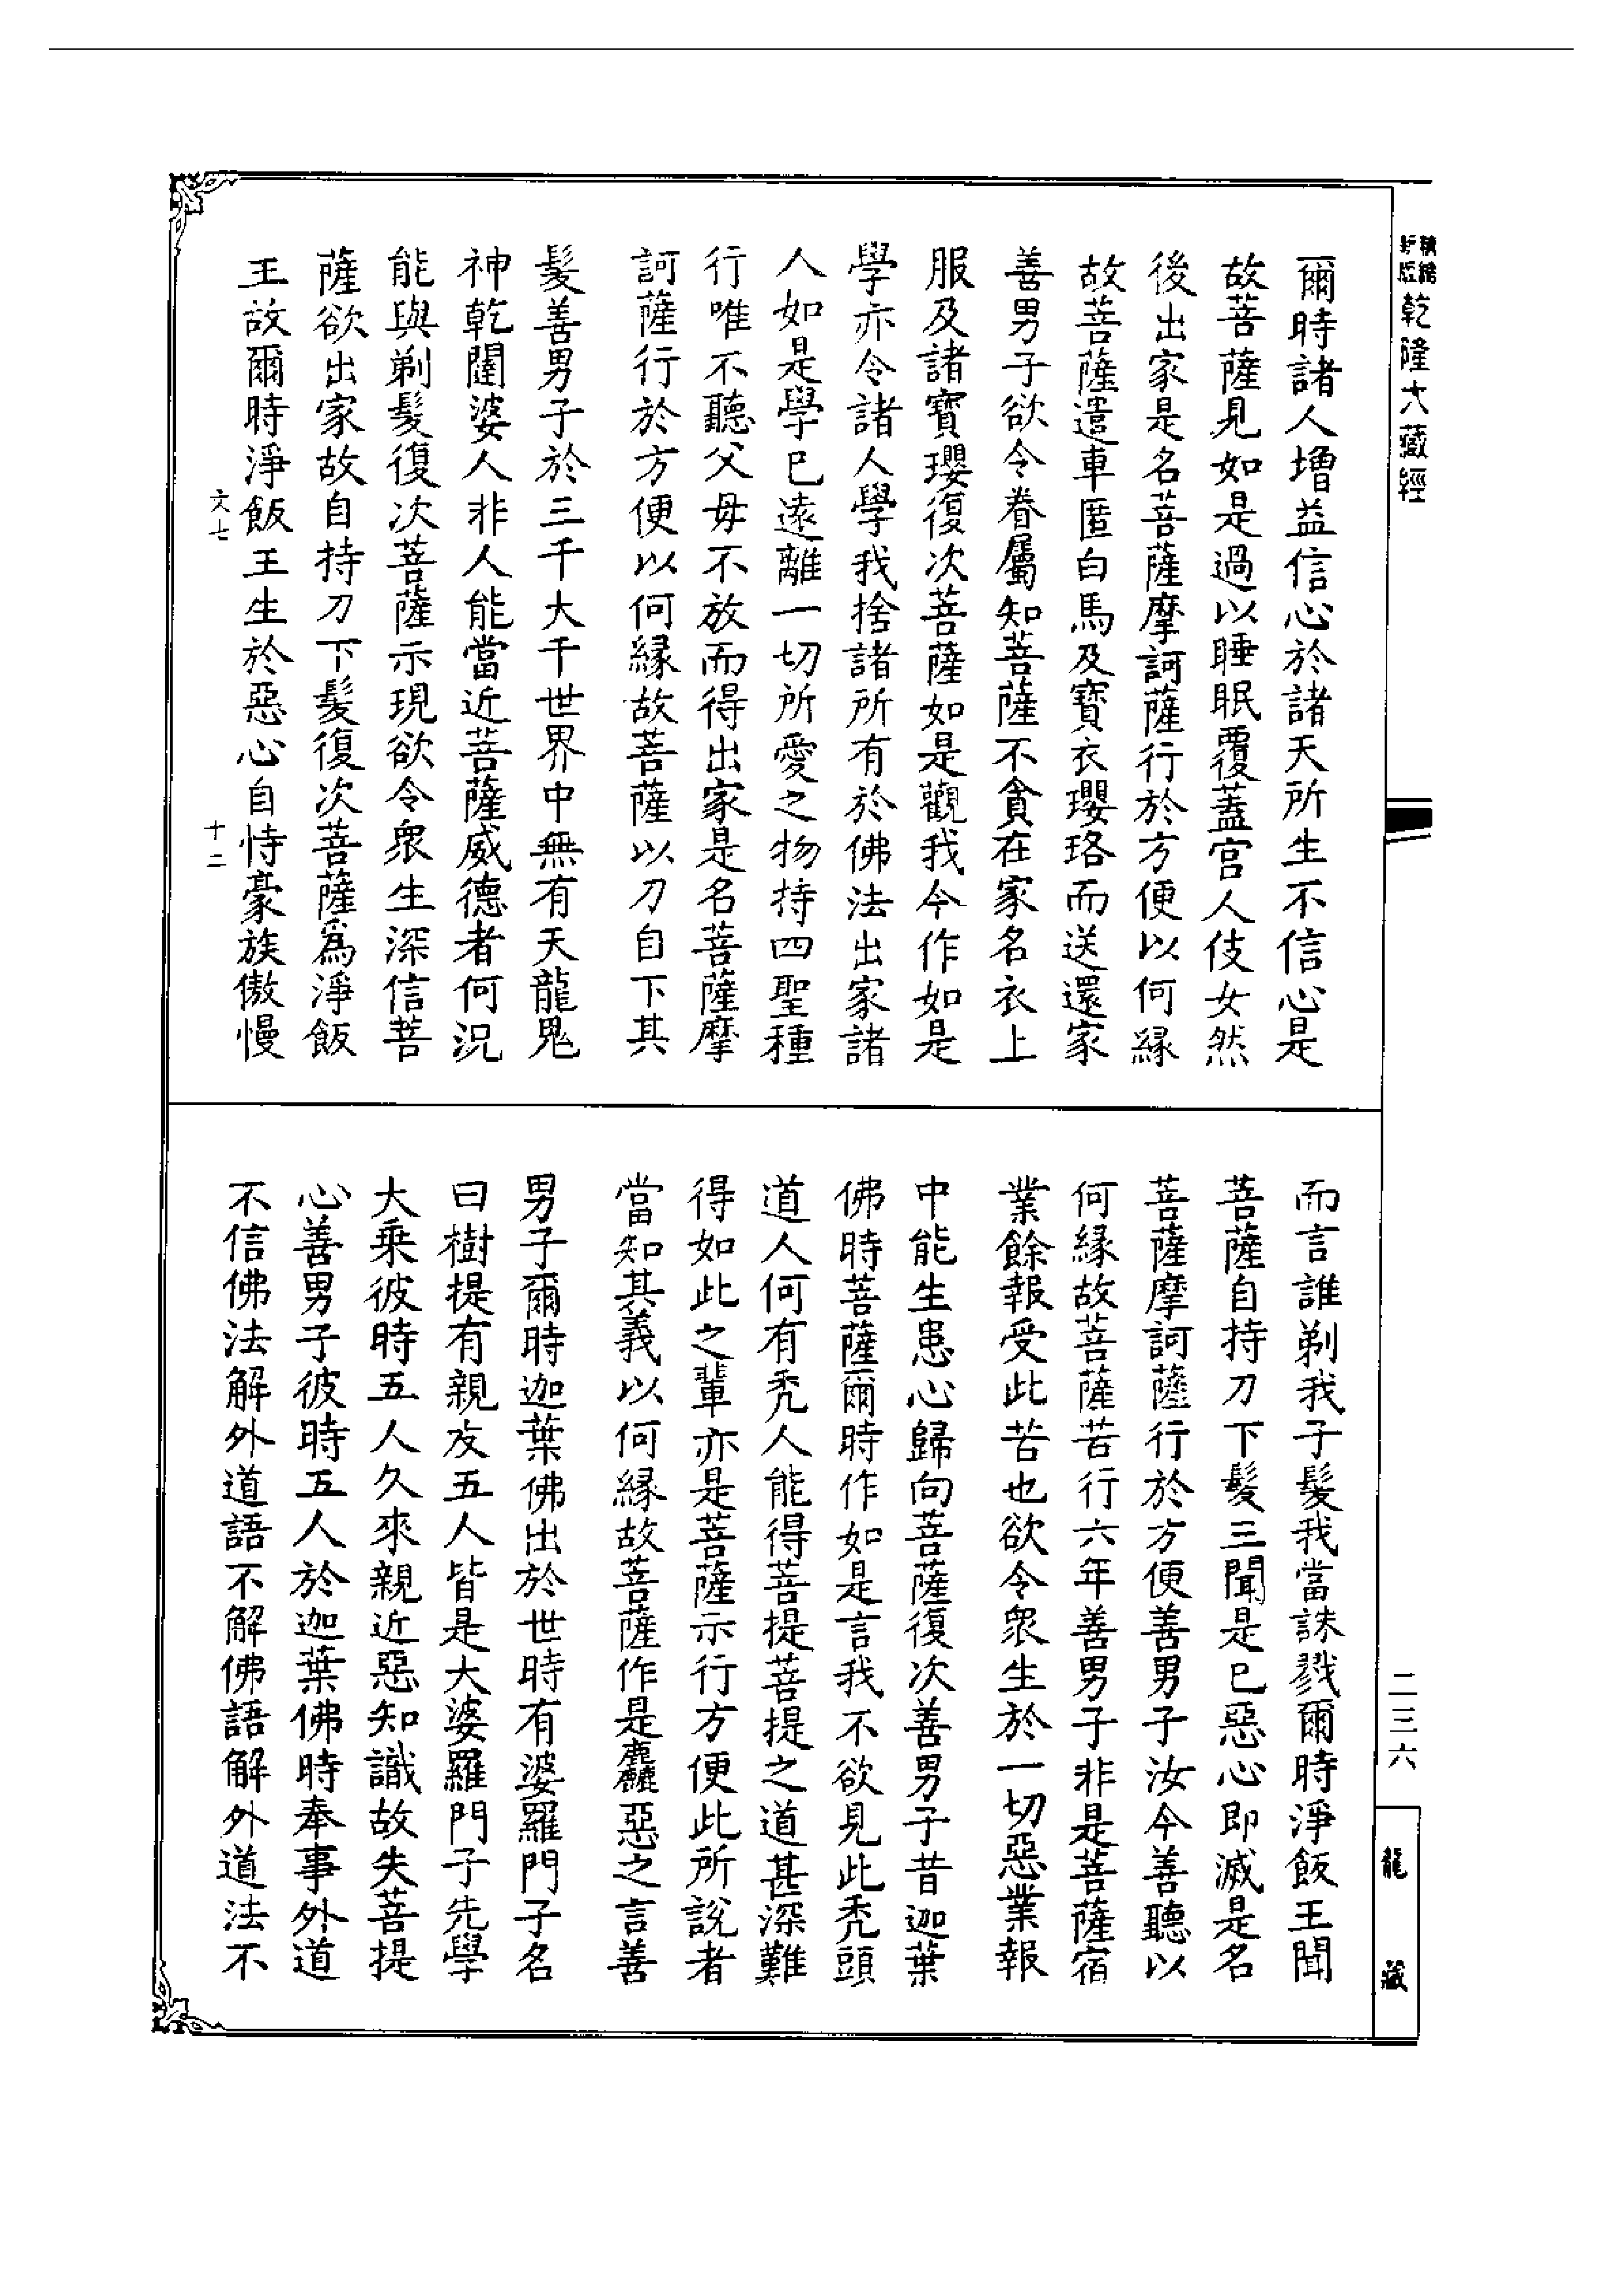 乾隆大藏經
爾時諸人增益信心於諸天所生不信心是
故菩薩見如是過以睡眠覆蓋宮人伎女然
後出家是名菩薩摩訶薩行於方便以何緣
故菩薩遣車匿白馬及寶衣瓔珞而送還家
善男子欲令眷屬知菩薩不貪在家名衣上
服及諸寶瓔復次菩薩如是觀我今作如是
學亦令諸人學我捨諸所有於佛法出家諸
人如是學已遠離一切所愛之物持四聖種
行唯不聽父母不放而得出家是名菩薩摩
訶薩行於方便以何緣故菩薩以刀自下其
髮善男子於三千大千世界中無有天龍鬼
神乾闥婆人非人能當近菩薩威德者何況
能與剃髮復次菩薩示現欲令衆生深信菩
薩欲出家故自持刀下髮復次菩薩爲淨飯
王故爾時淨飯王生於惡心自恃豪族傲慢
文七
十二
而言誰剃我子髮我當誅戮爾時淨飯王聞
菩薩自持刀下髮三聞是已惡心即滅是名
菩薩摩訶薩行於方便善男子汝今善聽以
何緣故菩薩苦行六年善男子非是菩薩宿
業餘報受此苦也欲令衆生於一切惡業報
中能生患心歸向菩薩復次善男子昔迦葉
佛時菩薩爾時作如是言我不欲見此禿頭
道人何有禿人能得菩提菩提之道甚深難
得如此之輩亦是菩薩示行方便此所說者
當知其義以何緣故菩薩作是麤惡之言善
男子爾時迦葉佛出於世時有婆羅門子名
曰樹提有親友五人皆是大婆羅門子先學
大乘彼時五人久來親近惡知識故失菩提
心善男子彼時五人於迦葉佛時奉事外道
不信佛法解外道語不解佛語解外道法不
二三六
龍藏